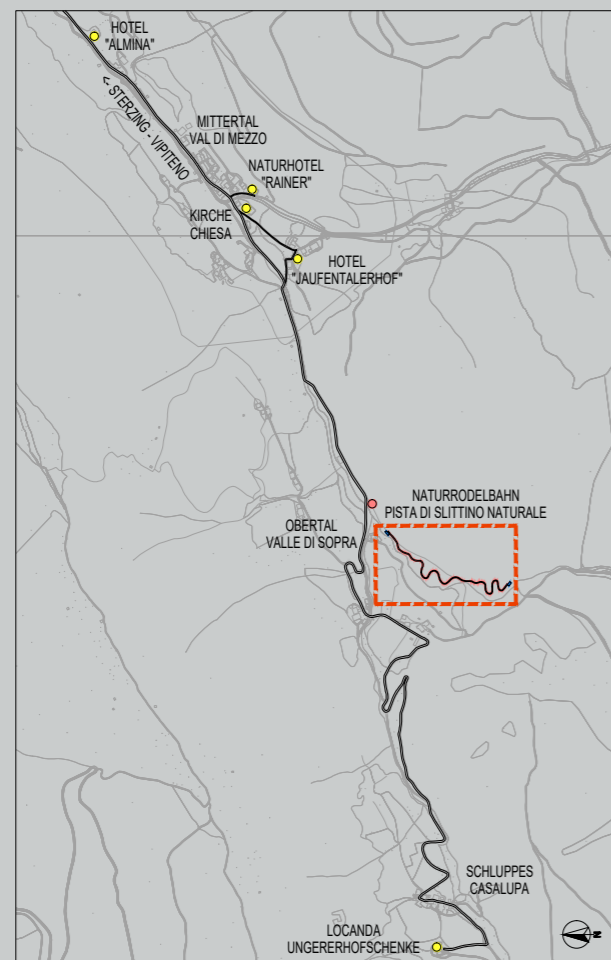 HOTEL
"ALMINA"
< STERZING - VIPITENO
MITTERTAL
VAL DI MEZZO
NATURHOTEL
"RAINER"
KIRCHE
CHIESA
HOTEL
"JAUFENTALERHOF"
NATURRODELBAHN
PISTA DI SLITTINO NATURALE
OBERTAL
VALLE DI SOPRA
SCHLUPPES
CASALUPA
LOCANDA
UNGERERHOFSCHENKE
N